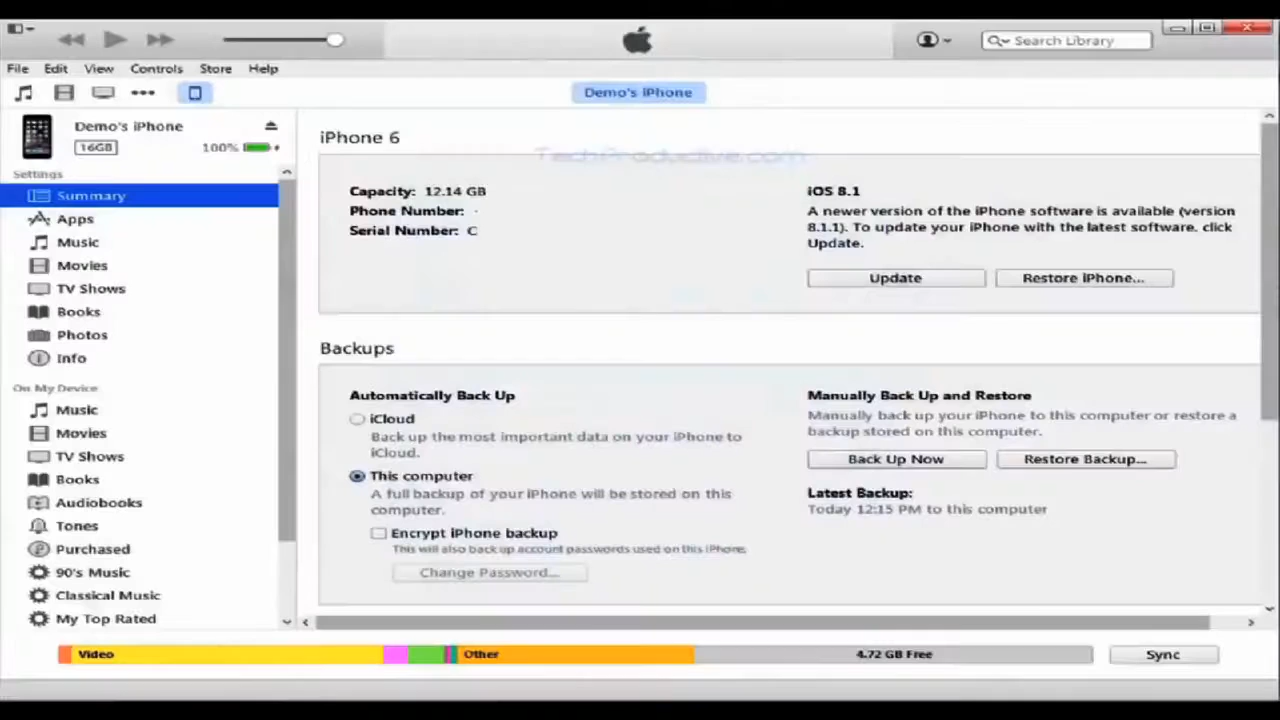 Search Library
File Edit View Controls Store Help
Demo's iPhone
Demo's iPhone
16GB 100%
Settings
Summary
Apps
Music
Movies
TV Shows
Books
Photos
Info
On My Device
Music
Movies
TV Shows
Books
Audiobooks
Tones
Purchased
90's Music
Classical Music
My Top Rated
iPhone 6
TechProductive.com
Capacity: 12.14 GB
Phone Number:
Serial Number: C
iOS 8.1
A newer version of the iPhone software is available (version
8.1.1). To update your iPhone with the latest software, click
Update.
Update Restore iPhone...
Backups
Automatically Back Up
iCloud
Back up the most important data on your iPhone to
iCloud.
This computer
A full backup of your iPhone will be stored on this
computer.
Encrypt iPhone backup
This will also back up account passwords used on this iPhone.
Change Password...
Manually Back Up and Restore
Manually back up your iPhone to this computer or restore a
backup stored on this computer.
Back Up Now Restore Backup...
Latest Backup:
Today 12:15 PM to this computer
Video Other 4.72 GB Free Sync